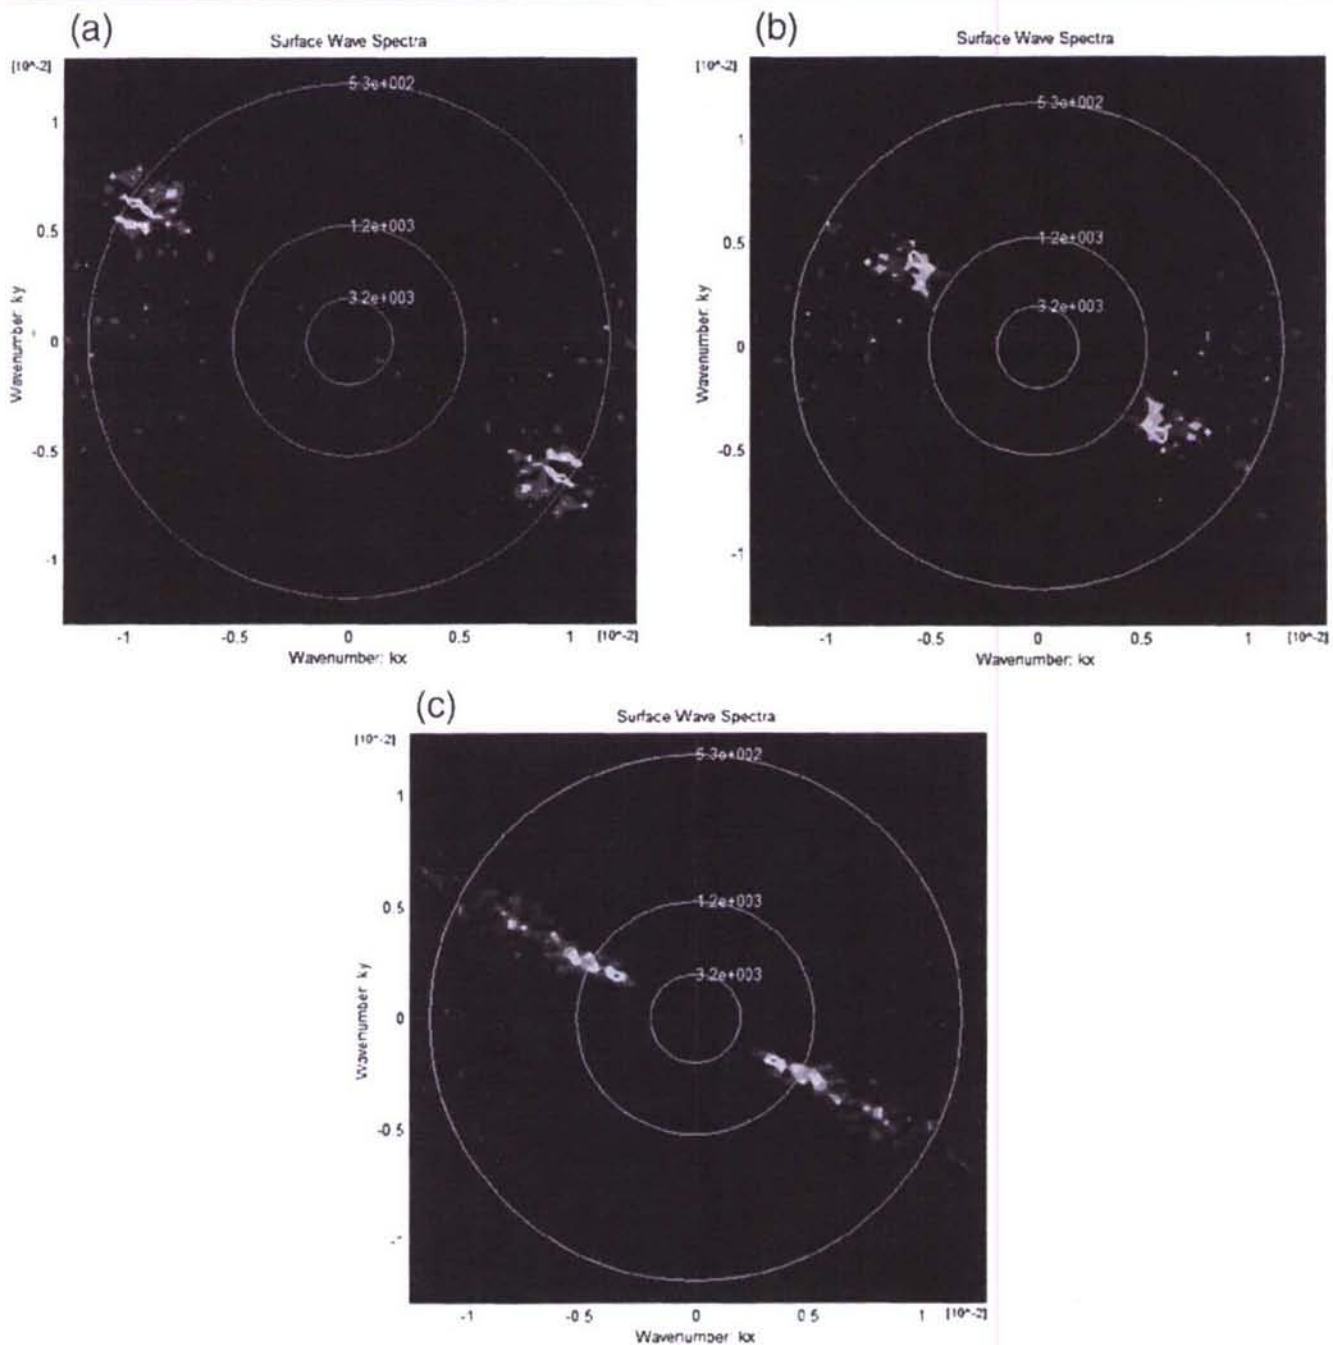 (a)
Surface Wave Spectra
[10^-2]
5.3e+002
1
1.2e+003
0.5
3.2e+003
Wavenumber ky
0
-0.5
-1
-1
-0.5
0
0.5
1
[10^-2]
Wavenumber: kx
(b)
Surface Wave Spectra
[10^-2]
5.3e+002
1
1.2e+003
0.5
3.2e+003
Wavenumber ky
0
-0.5
-1
-1
-0.5
0
0.5
1
[10^-2]
Wavenumber: kx
(c)
Surface Wave Spectra
[10^-2]
5.3e+002
1
1.2e+003
0.5
3.2e+003
Wavenumber ky
0
-0.5
-1
-0.5
0
0.5
1
[10^-2]
Wavenumber kx